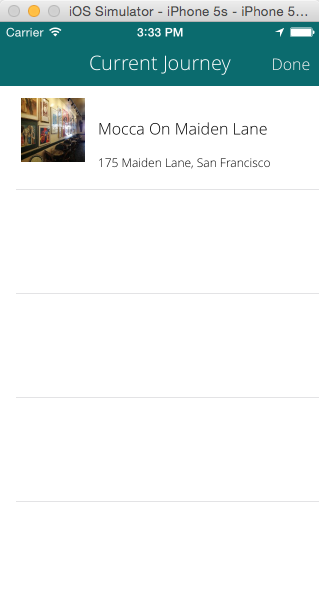 iOS Simulator - iPhone 5s - iPhone 5...
Carrier 3:33 PM
Current Journey Done
Mocca On Maiden Lane
175 Maiden Lane, San Francisco